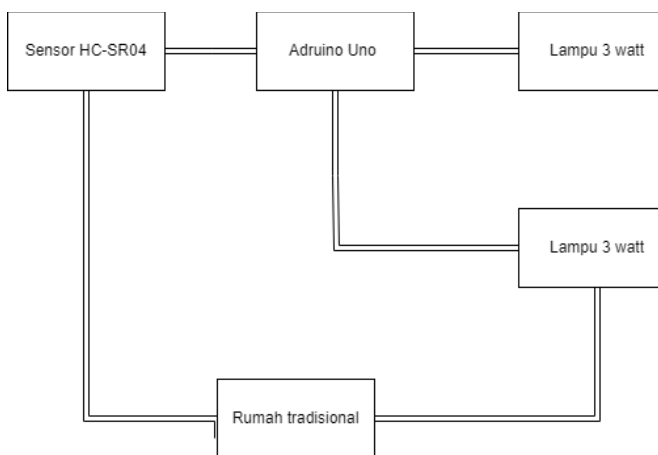 Sensor HC-SR04
Adruino Uno
Lampu 3 watt
Lampu 3 watt
Rumah tradisional